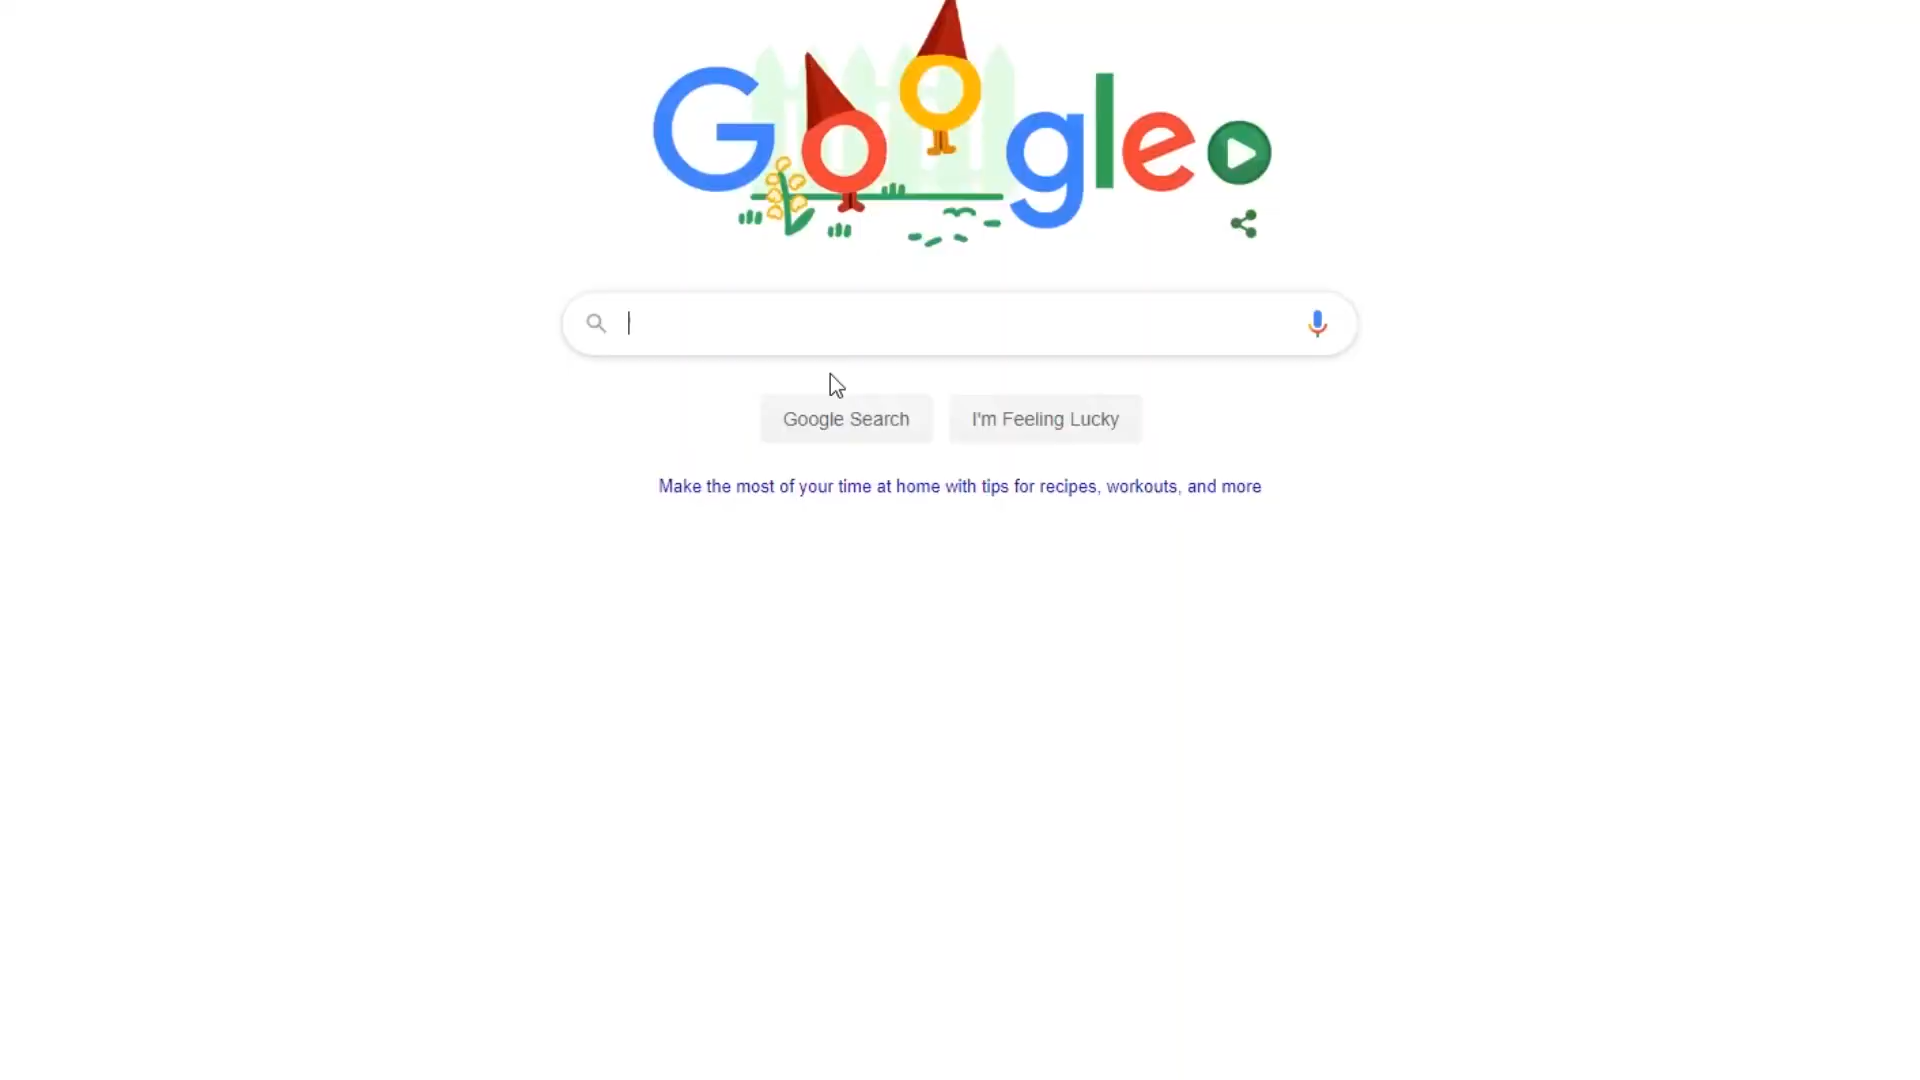 Google
Google Search
I'm Feeling Lucky
Make the most of your time at home with tips for recipes, workouts, and more